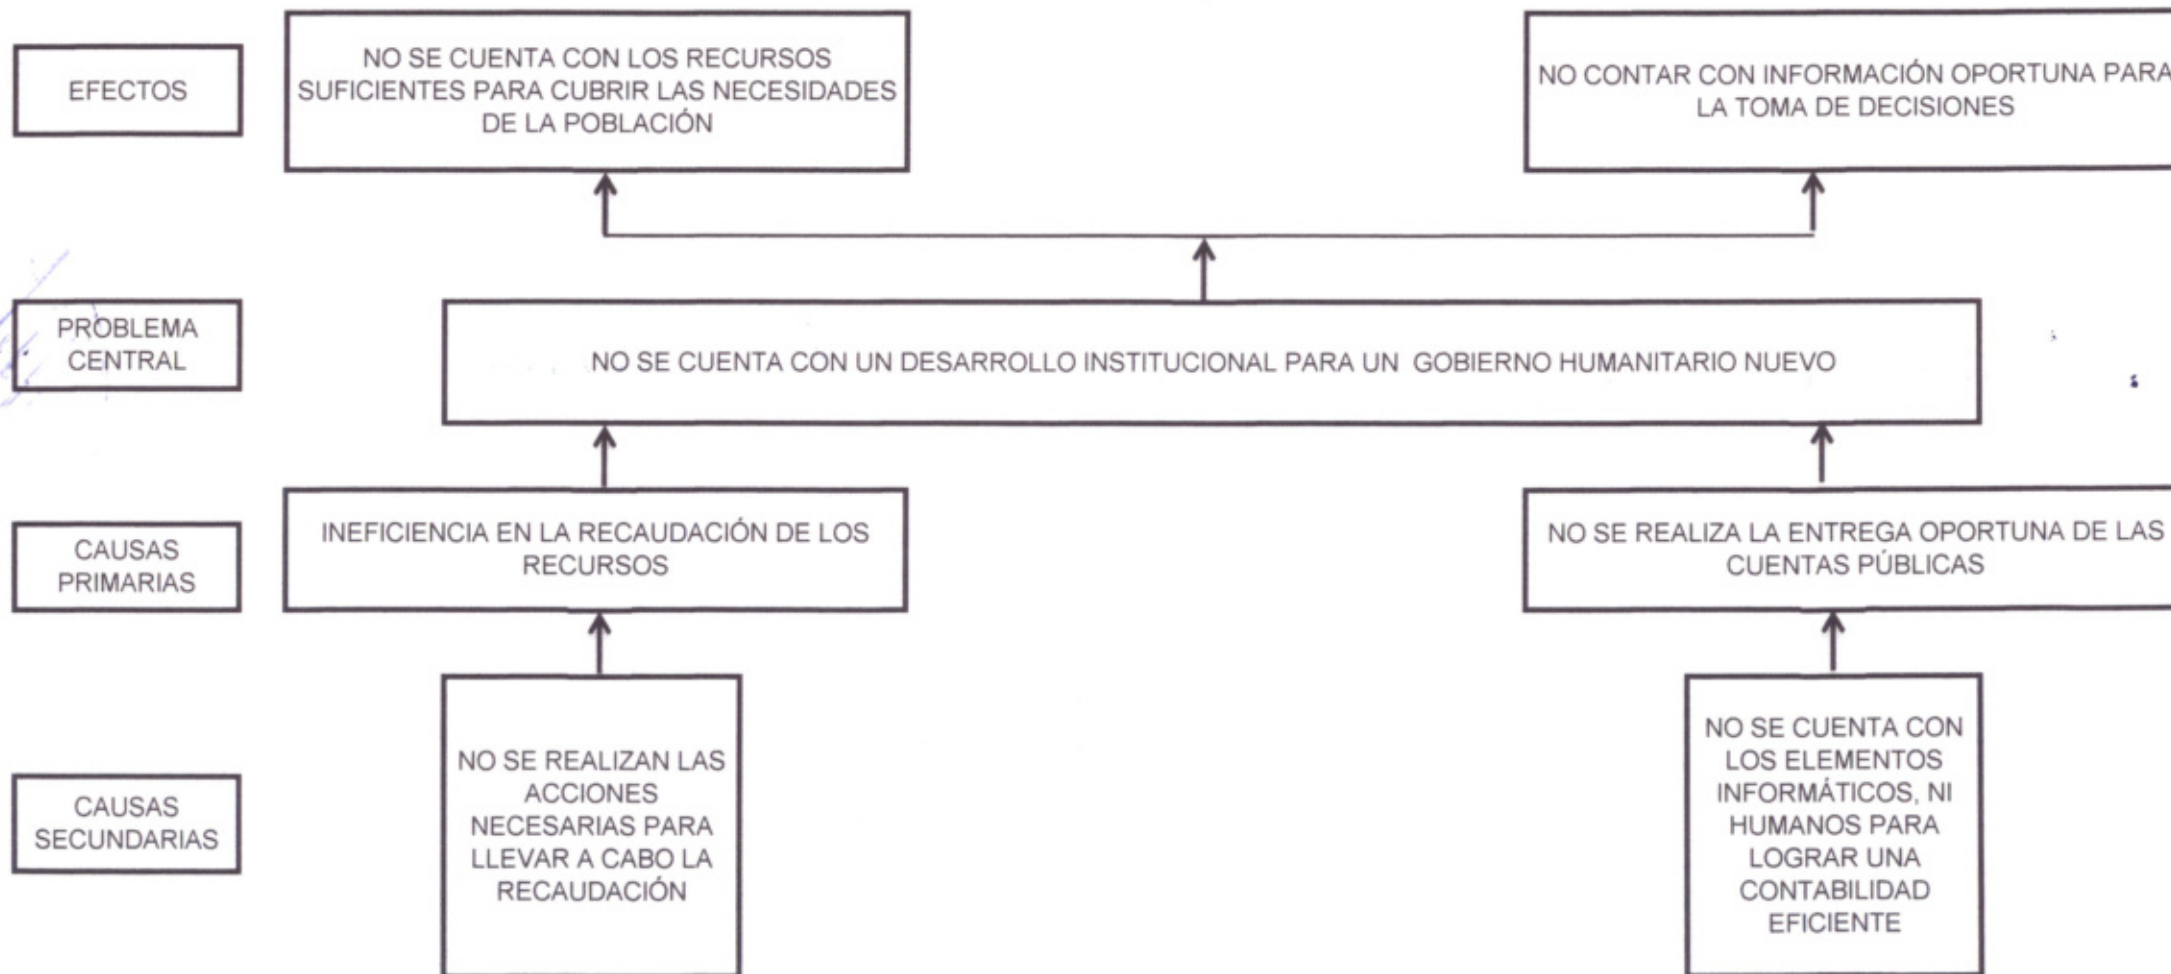 EFECTOS
NO SE CUENTA CON LOS RECURSOS
SUFICIENTES PARA CUBRIR LAS NECESIDADES
DE LA POBLACIÓN
NO CONTAR CON INFORMACIÓN OPORTUNA PARA
LA TOMA DE DECISIONES
PROBLEMA
CENTRAL
NO SE CUENTA CON UN DESARROLLO INSTITUCIONAL PARA UN GOBIERNO HUMANITARIO NUEVO
CAUSAS
PRIMARIAS
INEFICIENCIA EN LA RECAUDACIÓN DE LOS
RECURSOS
NO SE REALIZA LA ENTREGA OPORTUNA DE LAS
CUENTAS PÚBLICAS
CAUSAS
SECUNDARIAS
NO SE REALIZAN LAS
ACCIONES
NECESARIAS PARA
LLEVAR A CABO LA
RECAUDACIÓN
NO SE CUENTA CON
LOS ELEMENTOS
INFORMÁTICOS, NI
HUMANOS PARA
LOGRAR UNA
CONTABILIDAD
EFICIENTE